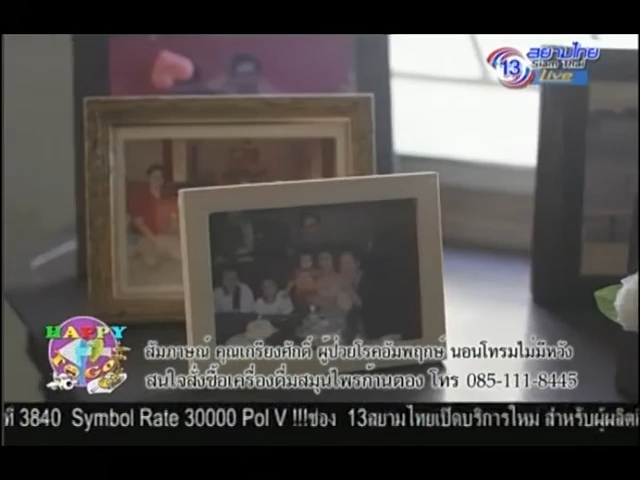 13
สยามไทย
SIAM THAI
Live
HAPPY
TO GO
สัมภาษณ์ คุณเกรียงศักดิ์ ผู้ป่วยโรคอัมพฤกษ์ นอนโทรมไม่มีหวัง
สนใจสั่งซื้อเครื่องดื่มสมุนไพรก้านตอง โทร 085-111-8445
ที่ 3840 Symbol Rate 30000 Pol V !!!ช่อง 13สยามไทยเปิดบริการใหม่ สำหรับผู้ผลิต